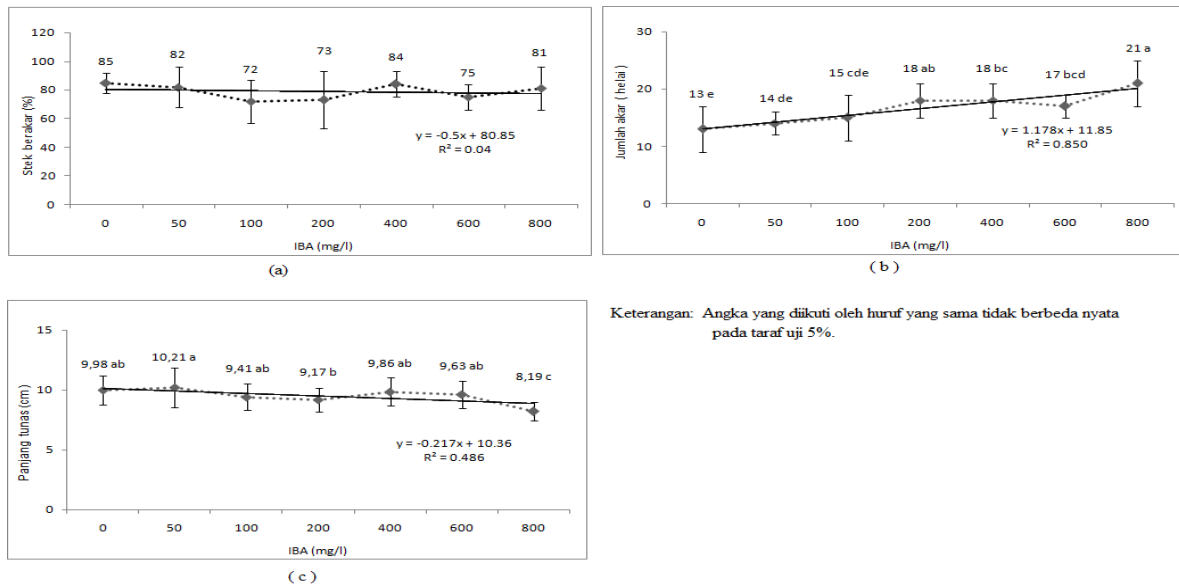 120
100
80
60
40
20
0
Stek berakar (%)
85
82
72
73
84
75
81
y = -0.5x + 80.85
R² = 0.04
0 50 100 200 400 600 800
IBA (mg/l)
(a)
30
20
10
0
Jumlah akar ( helai )
13 e
14 de
15 cde
18 ab
18 bc
17 bcd
21 a
y = 1.178x + 11.85
R² = 0.850
0 50 100 200 400 600 800
IBA (mg/l)
( b )
15
10
5
0
Panjang tunas (cm)
9,98 ab
10,21 a
9,41 ab
9,17 b
9,86 ab
9,63 ab
8,19 c
y = -0.217x + 10.36
R² = 0.486
0 50 100 200 400 600 800
IBA (mg/l)
( c )
Keterangan: Angka yang diikuti oleh huruf yang sama tidak berbeda nyata
pada taraf uji 5%.